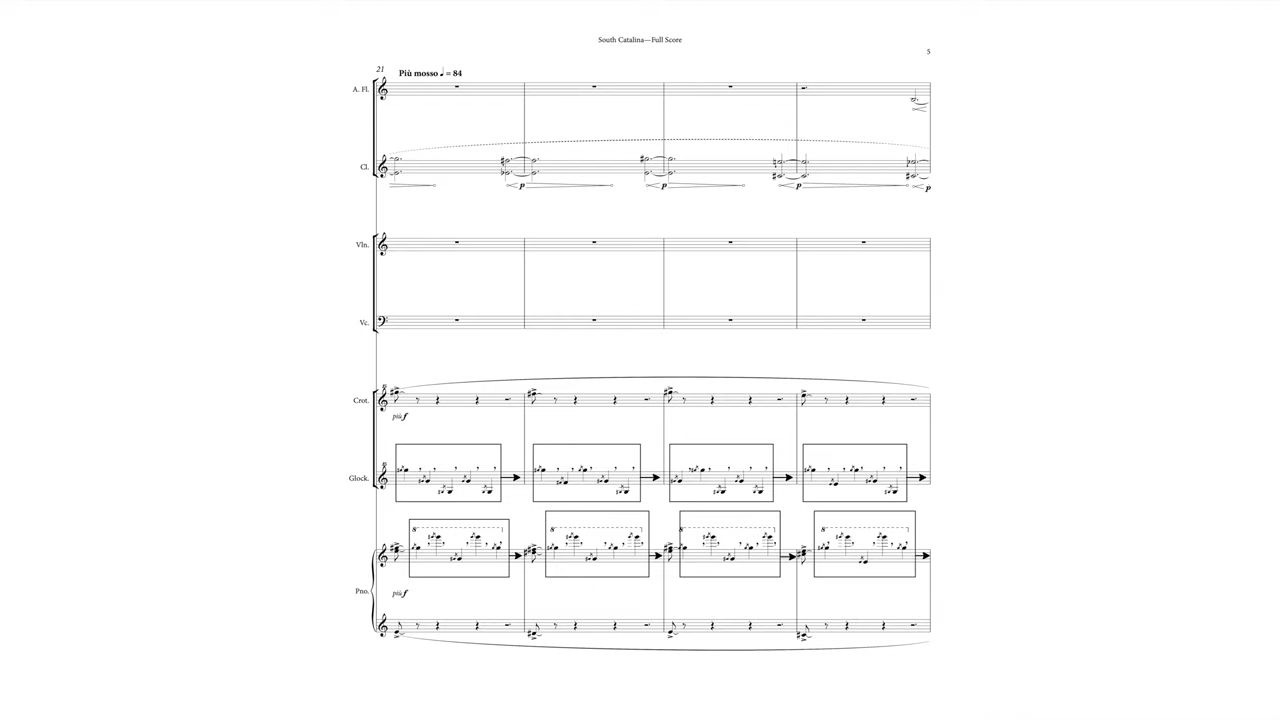 South Catalina—Full Score
5
21
Più mosso ♩ = 84
A. Fl.
Cl.
p p p p
Vln.
Vc.
Crot.
più f
Glock.
8 8 8 8
Pno.
più f